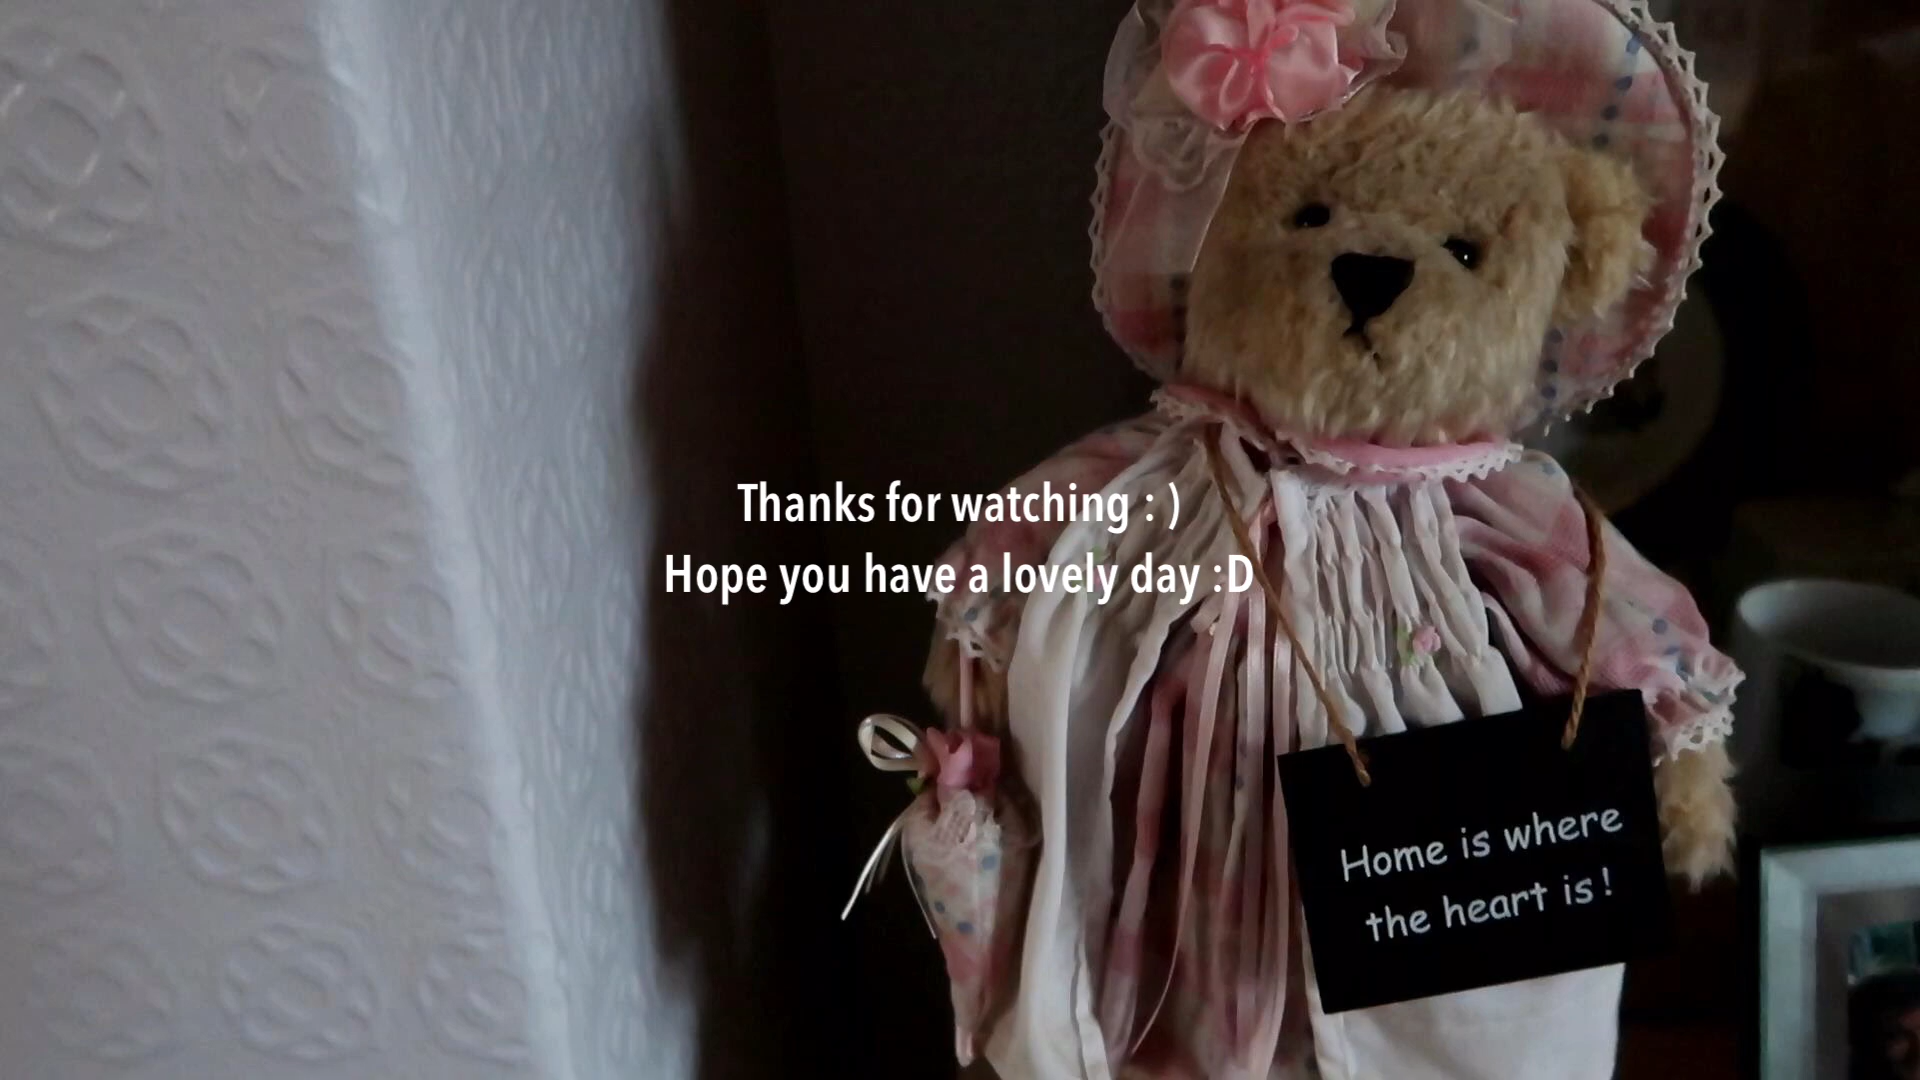 Thanks for watching : )
Hope you have a lovely day :D
Home is where
the heart is!